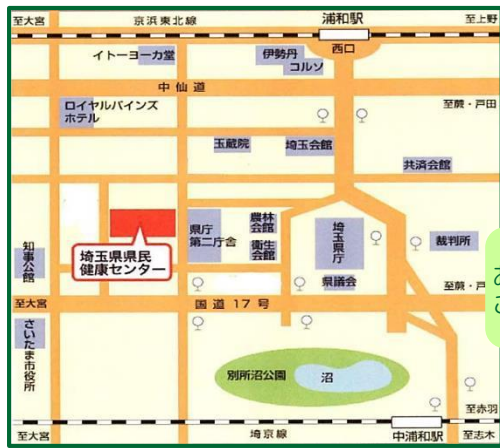 至大宮
京浜東北線
浦和駅
至上野
西口
イトーヨーカ堂
伊勢丹
コルソ
中仙道
ロイヤルパインズ
ホテル
至蕨・戸田
玉蔵院
埼玉会館
共済会館
埼玉県県民
健康センター
県庁
第二庁舎
農林
会館
衛生
会館
埼玉県庁
県議会
裁判所
知事公館
至大宮
国道17号
至蕨・戸
さいたま市役所
別所沼公園
沼
至赤羽
至大宮
埼京線
中浦和駅
至志木